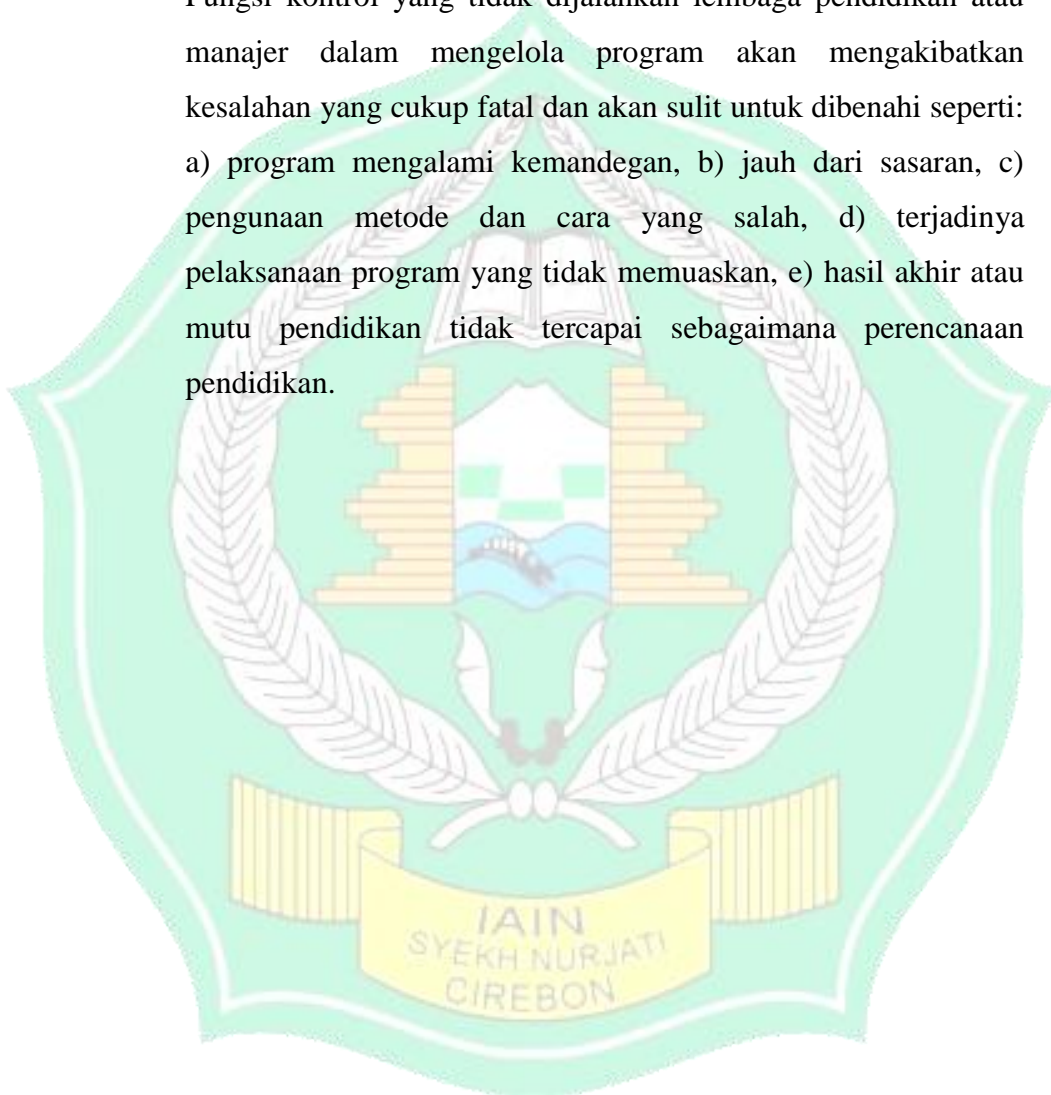 Fungsi kontrol yang tidak dijalankan lembaga pendidikan atau
manajer dalam mengelola program akan mengakibatkan
kesalahan yang cukup fatal dan akan sulit untuk dibenahi seperti:
a) program mengalami kemandegan, b) jauh dari sasaran, c)
pengunaan metode dan cara yang salah, d) terjadinya
pelaksanaan program yang tidak memuaskan, e) hasil akhir atau
mutu pendidikan tidak tercapai sebagaimana perencanaan
pendidikan.
IAIN
SYEKH NURJATI
CIREBON